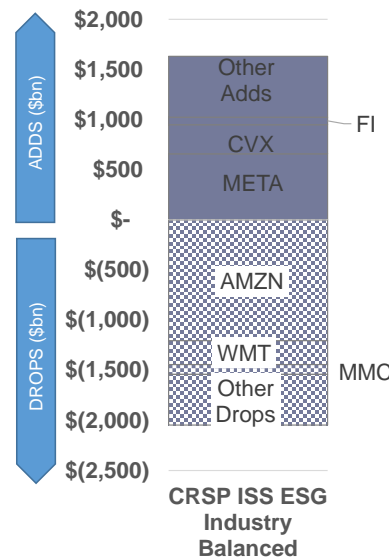 $2,000
$1,500
$1,000
$500
$-
$(500)
$(1,000)
$(1,500)
$(2,000)
$(2,500)
ADDS ($bn)
DROPS ($bn)
Other
Adds
FI
CVX
META
AMZN
WMT
MMC
Other
Drops
CRSP ISS ESG
Industry
Balanced